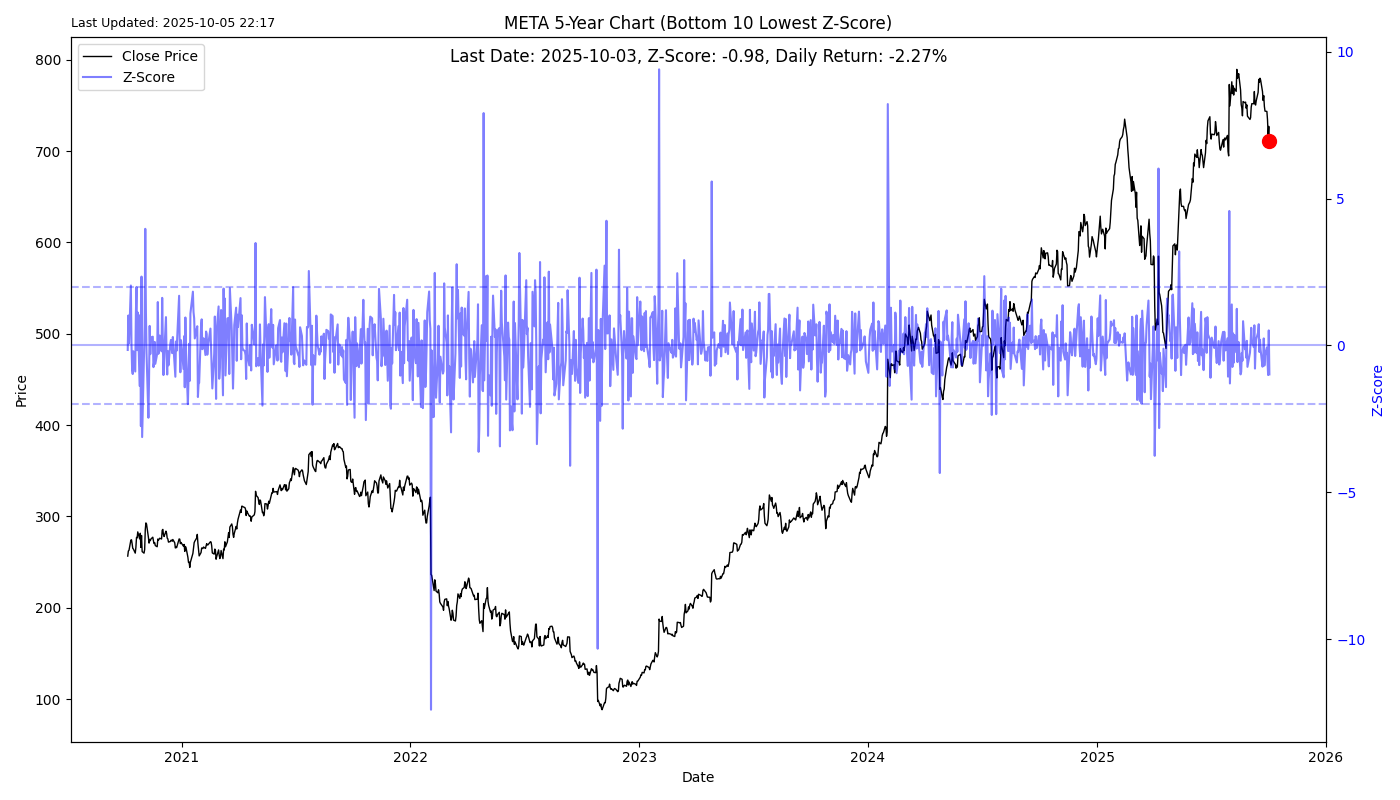 Last Updated: 2025-10-05 22:17
META 5-Year Chart (Bottom 10 Lowest Z-Score)
Last Date: 2025-10-03, Z-Score: -0.98, Daily Return: -2.27%
Close Price
Z-Score
800
700
600
500
400
300
200
100
Price
10
5
0
−5
−10
Z-Score
2021
2022
2023
2024
2025
2026
Date